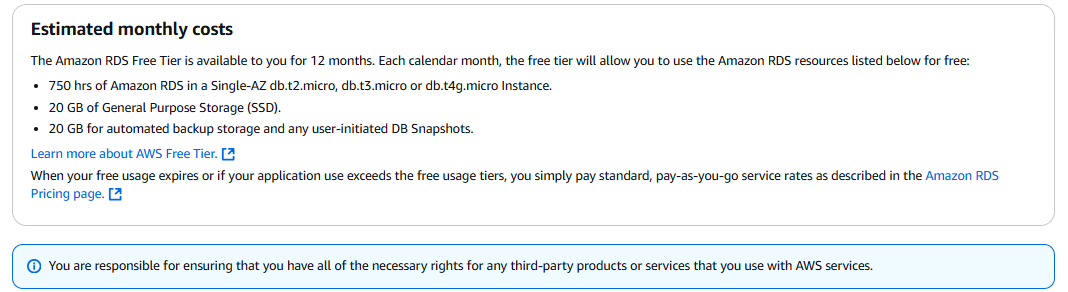 Estimated monthly costs
The Amazon RDS Free Tier is available to you for 12 months. Each calendar month, the free tier will allow you to use the Amazon RDS resources listed below for free:
• 750 hrs of Amazon RDS in a Single-AZ db.t2.micro, db.t3.micro or db.t4g.micro Instance.
• 20 GB of General Purpose Storage (SSD).
• 20 GB for automated backup storage and any user-initiated DB Snapshots.
Learn more about AWS Free Tier.
When your free usage expires or if your application use exceeds the free usage tiers, you simply pay standard, pay-as-you-go service rates as described in the Amazon RDS
Pricing page.
You are responsible for ensuring that you have all of the necessary rights for any third-party products or services that you use with AWS services.